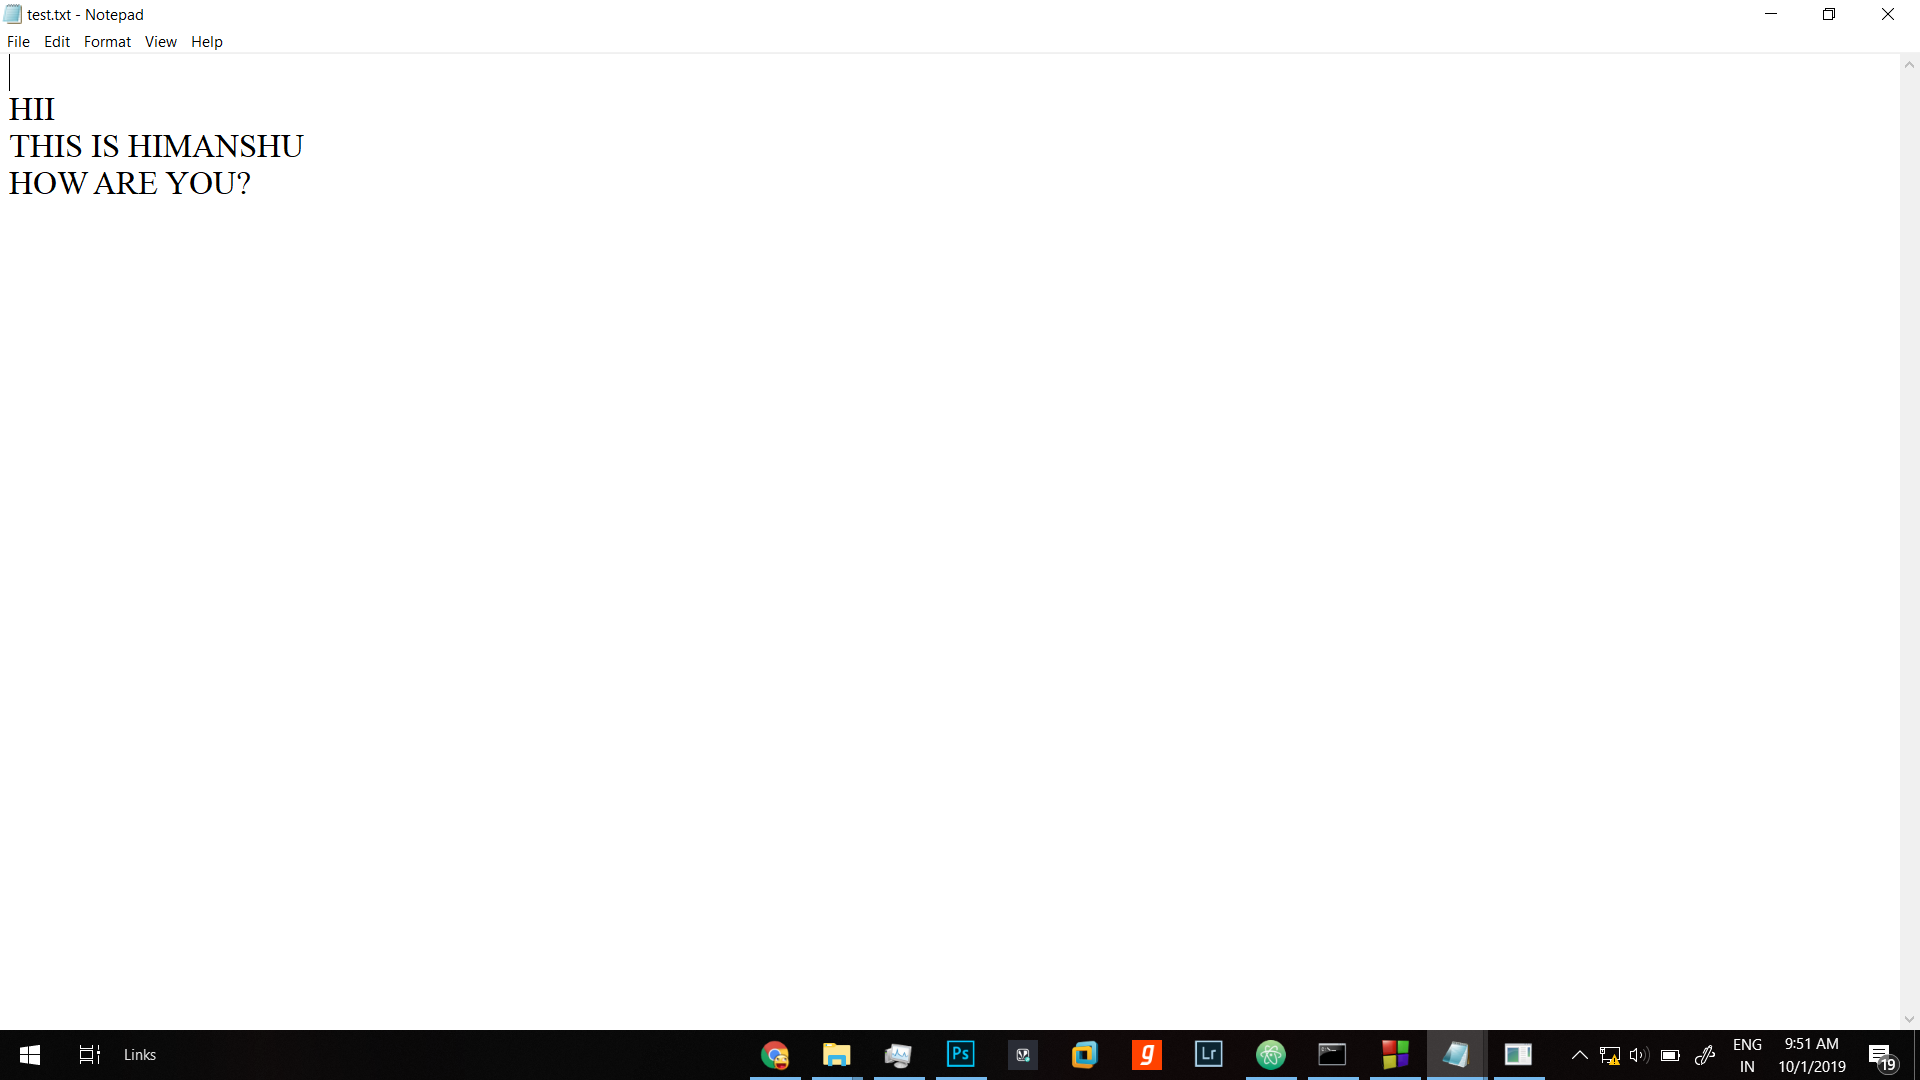 test.txt - Notepad
File Edit Format View Help
HII
THIS IS HIMANSHU
HOW ARE YOU?
Links
Ps
g
Lr
ENG
IN
9:51 AM
10/1/2019
19